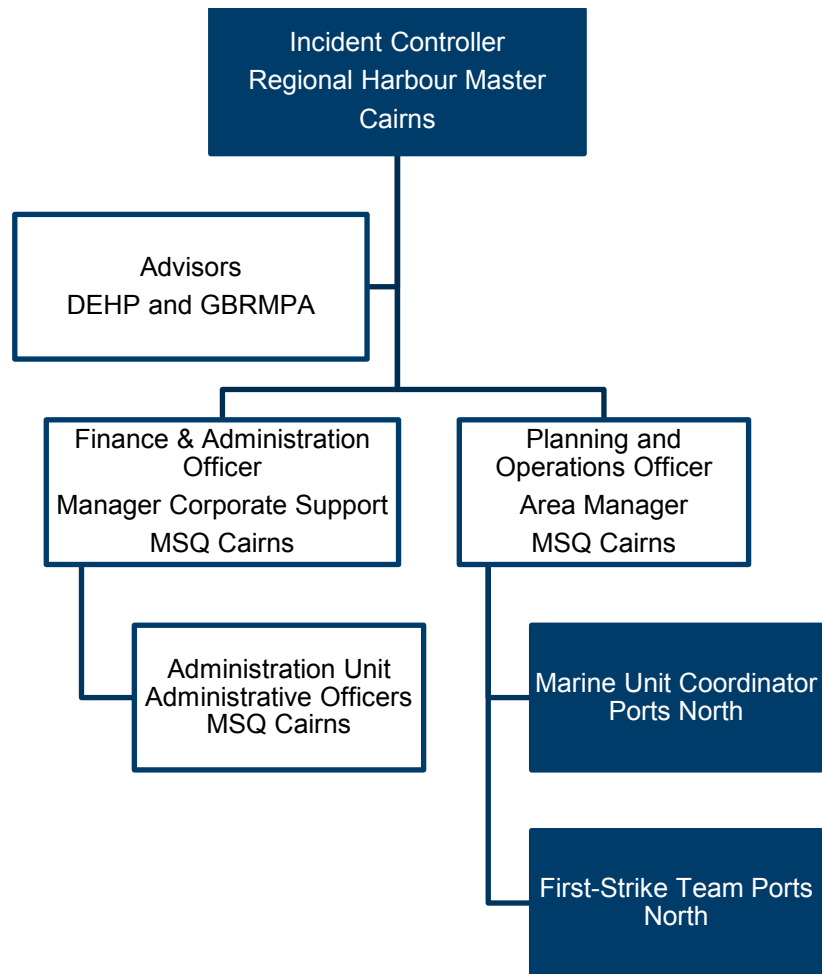 Incident Controller
Regional Harbour Master
Cairns
Advisors
DEHP and GBRMPA
Finance & Administration
Officer
Manager Corporate Support
MSQ Cairns
Planning and
Operations Officer
Area Manager
MSQ Cairns
Administration Unit
Administrative Officers
MSQ Cairns
Marine Unit Coordinator
Ports North
First-Strike Team Ports
North